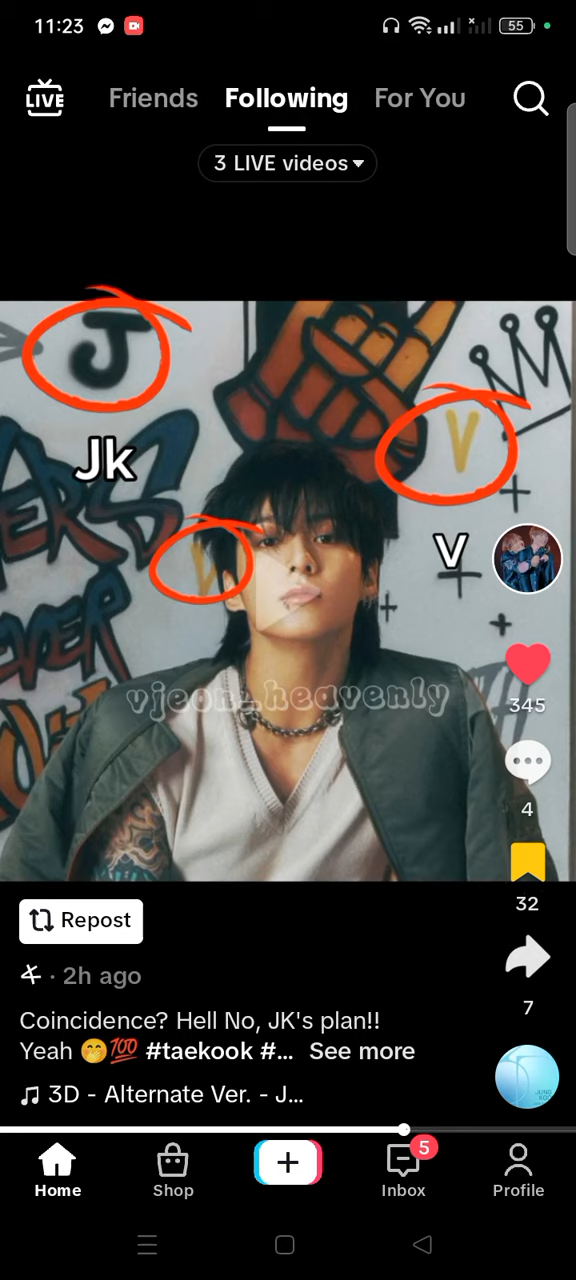 11:23
55
LIVE
Friends
Following
For You
3 LIVE videos
J
V
Jk
V
V
vjeon_heavenly
345
4
32
7
Repost
· 2h ago
Coincidence? Hell No, JK's plan!!
Yeah 🤭💯 #taekook #... See more
3D - Alternate Ver. - J...
5
Home
Shop
Inbox
Profile